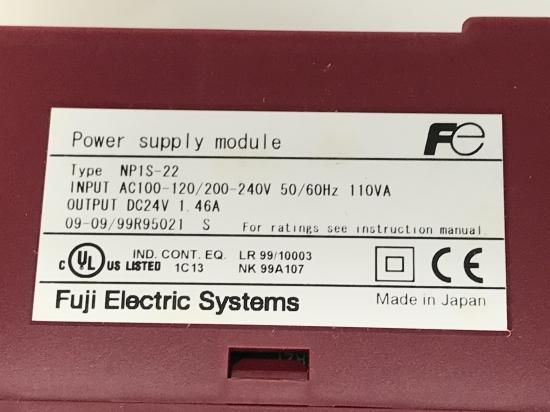 Power supply module
Fe
Type NP1S-22
INPUT AC100-120/200-240V 50/60Hz 110VA
OUTPUT DC24V 1.46A
09-09/99R95021 S For ratings see instruction manual
C UL US LISTED IND. CONT. EQ. 1C13 LR 99/10003 NK 99A107 CE
Fuji Electric Systems Made in Japan